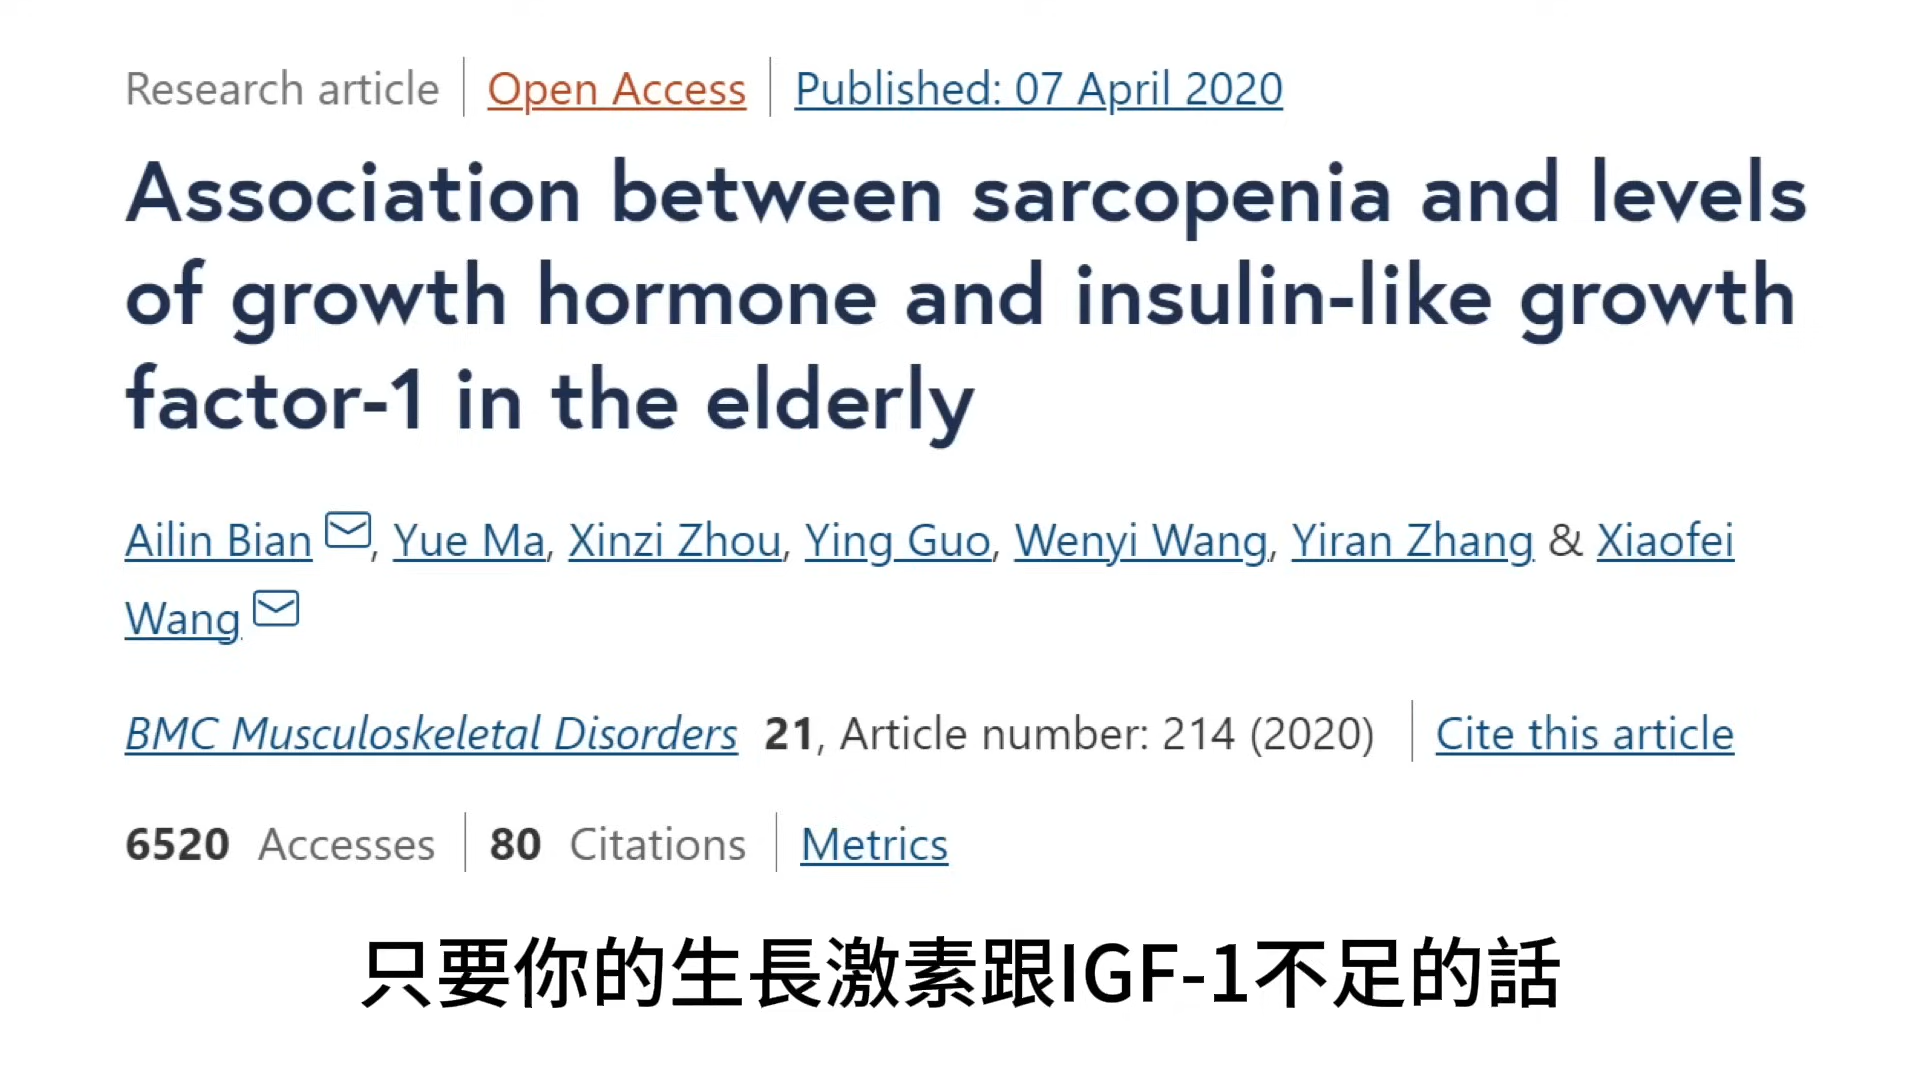 Research article | Open Access | Published: 07 April 2020
Association between sarcopenia and levels
of growth hormone and insulin-like growth
factor-1 in the elderly
Ailin Bian, Yue Ma, Xinzi Zhou, Ying Guo, Wenyi Wang, Yiran Zhang & Xiaofei
Wang
BMC Musculoskeletal Disorders 21, Article number: 214 (2020) | Cite this article
6520 Accesses | 80 Citations | Metrics
只要你的生長激素跟IGF-1不足的話